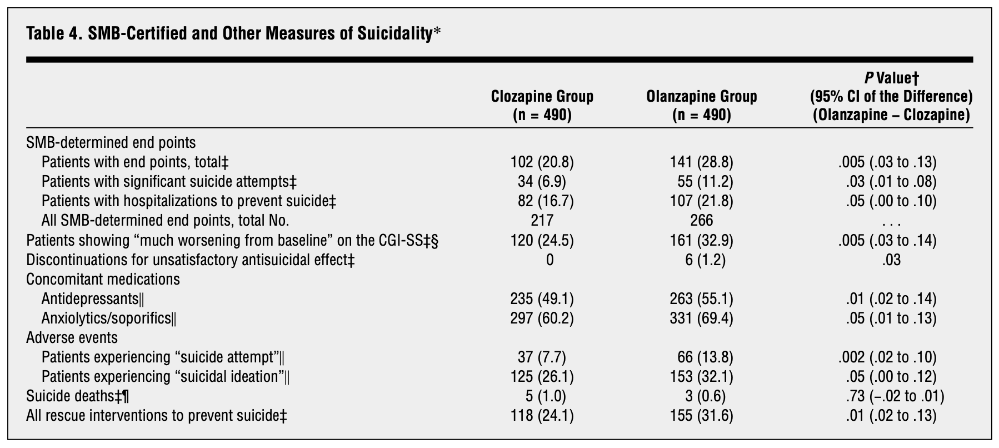 Table 4. SMB-Certified and Other Measures of Suicidality*
P Value†
Clozapine Group Olanzapine Group (95% CI of the Difference)
(n = 490) (n = 490) (Olanzapine – Clozapine)
SMB-determined end points
Patients with end points, total‡ 102 (20.8) 141 (28.8) .005 (.03 to .13)
Patients with significant suicide attempts‡ 34 (6.9) 55 (11.2) .03 (.01 to .08)
Patients with hospitalizations to prevent suicide‡ 82 (16.7) 107 (21.8) .05 (.00 to .10)
All SMB-determined end points, total No. 217 266 . . .
Patients showing “much worsening from baseline” on the CGI-SS‡§ 120 (24.5) 161 (32.9) .005 (.03 to .14)
Discontinuations for unsatisfactory antisuicidal effect‡ 0 6 (1.2) .03
Concomitant medications
Antidepressants|| 235 (49.1) 263 (55.1) .01 (.02 to .14)
Anxiolytics/soporifics|| 297 (60.2) 331 (69.4) .05 (.01 to .13)
Adverse events
Patients experiencing “suicide attempt”|| 37 (7.7) 66 (13.8) .002 (.02 to .10)
Patients experiencing “suicidal ideation”|| 125 (26.1) 153 (32.1) .05 (.00 to .12)
Suicide deaths‡¶ 5 (1.0) 3 (0.6) .73 (–.02 to .01)
All rescue interventions to prevent suicide‡ 118 (24.1) 155 (31.6) .01 (.02 to .13)